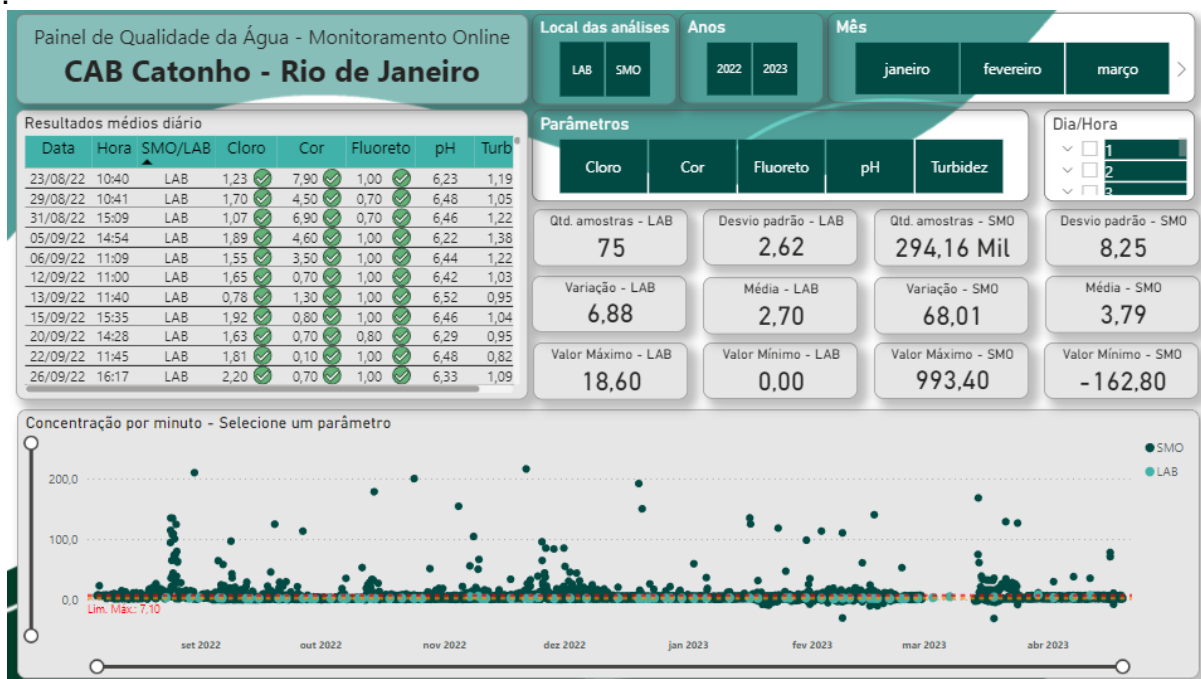 Painel de Qualidade da Água - Monitoramento Online
CAB Catonho - Rio de Janeiro
Local das análises
LAB SMO
Anos
2022 2023
Mês
janeiro fevereiro março
Resultados médios diário
Data Hora SMO/LAB Cloro Cor Fluoreto pH Turb
23/08/22 10:40 LAB 1,23 7,90 1,00 6,23 1,19
29/08/22 10:41 LAB 1,70 4,50 0,70 6,48 1,05
31/08/22 15:09 LAB 1,07 6,90 0,70 6,46 1,22
05/09/22 14:54 LAB 1,89 4,60 1,00 6,22 1,38
06/09/22 11:09 LAB 1,55 3,50 1,00 6,44 1,22
12/09/22 11:00 LAB 1,65 0,70 1,00 6,42 1,03
13/09/22 11:40 LAB 0,78 1,30 1,00 6,52 0,95
15/09/22 15:35 LAB 1,92 0,80 1,00 6,46 1,04
20/09/22 14:28 LAB 1,63 0,70 0,80 6,29 0,95
22/09/22 11:45 LAB 1,81 0,10 1,00 6,48 0,82
26/09/22 16:17 LAB 2,20 0,70 1,00 6,33 1,09
Parâmetros
Cloro Cor Fluoreto pH Turbidez
Dia/Hora
1
2
3
Qtd. amostras - LAB Desvio padrão - LAB Qtd. amostras - SMO Desvio padrão - SMO
75 2,62 294,16 Mil 8,25
Variação - LAB Média - LAB Variação - SMO Média - SMO
6,88 2,70 68,01 3,79
Valor Máximo - LAB Valor Mínimo - LAB Valor Máximo - SMO Valor Mínimo - SMO
18,60 0,00 993,40 -162,80
Concentração por minuto - Selecione um parâmetro
SMO
LAB
200,0
100,0
0,0
Lim. Máx.: 7,10
set 2022 out 2022 nov 2022 dez 2022 jan 2023 fev 2023 mar 2023 abr 2023